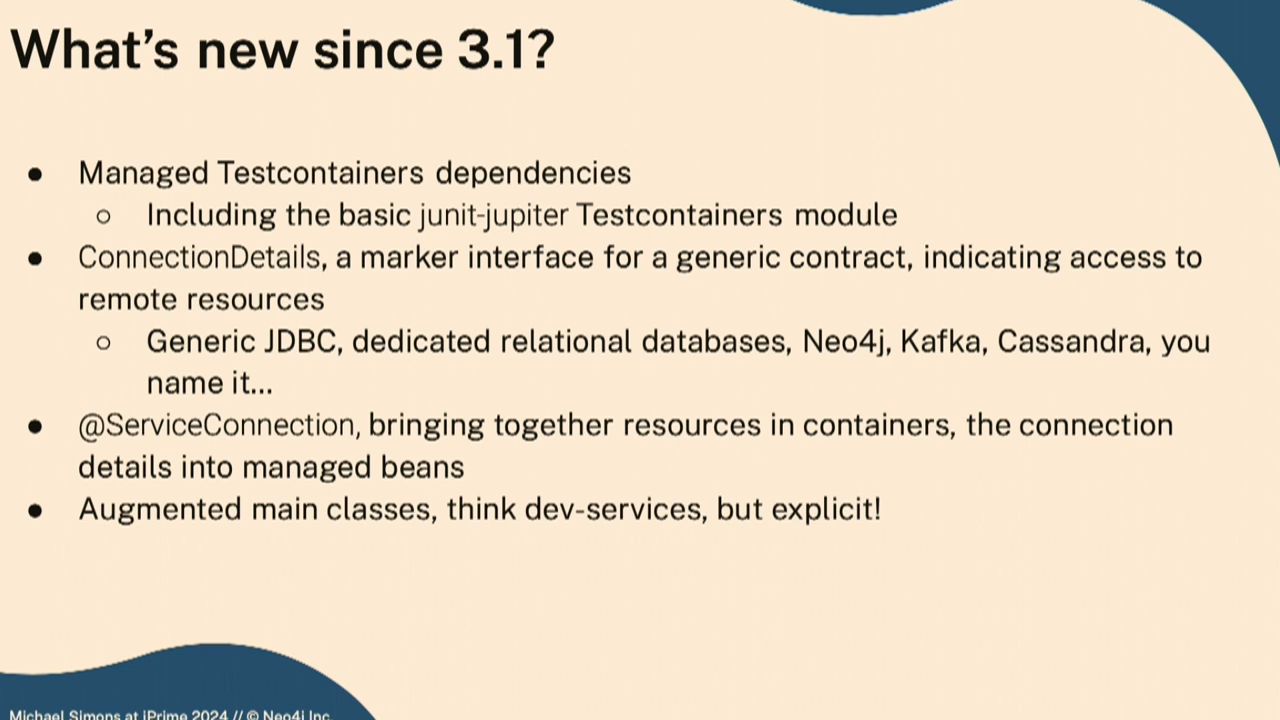 What's new since 3.1?
● Managed Testcontainers dependencies
○ Including the basic junit-jupiter Testcontainers module
● ConnectionDetails, a marker interface for a generic contract, indicating access to
remote resources
○ Generic JDBC, dedicated relational databases, Neo4j, Kafka, Cassandra, you
name it...
● @ServiceConnection, bringing together resources in containers, the connection
details into managed beans
● Augmented main classes, think dev-services, but explicit!
Michael Simons at jPrime 2024 // © Neo4j Inc.